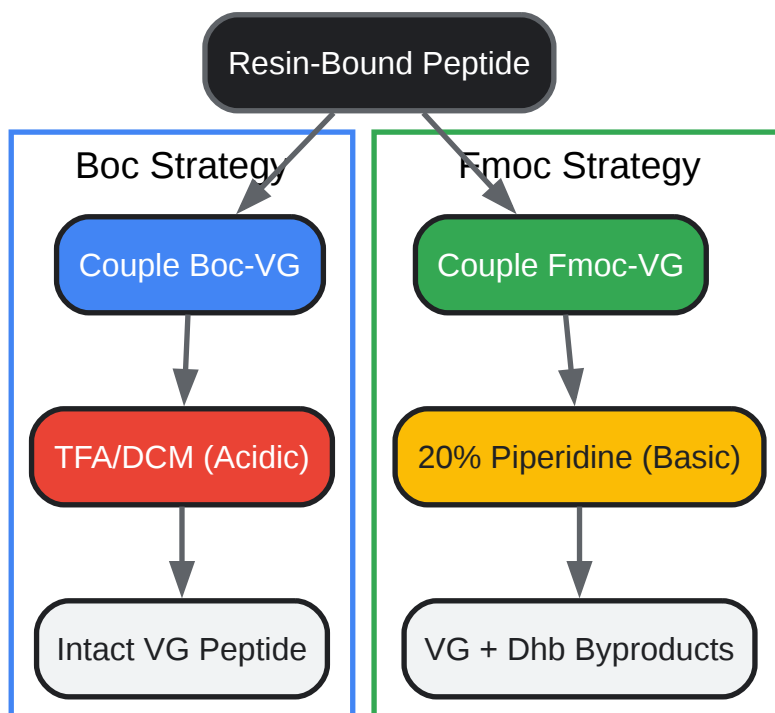 Resin-Bound Peptide
Boc Strategy
Fmoc Strategy
Couple Boc-VG
Couple Fmoc-VG
TFA/DCM (Acidic)
20% Piperidine (Basic)
Intact VG Peptide
VG + Dhb Byproducts